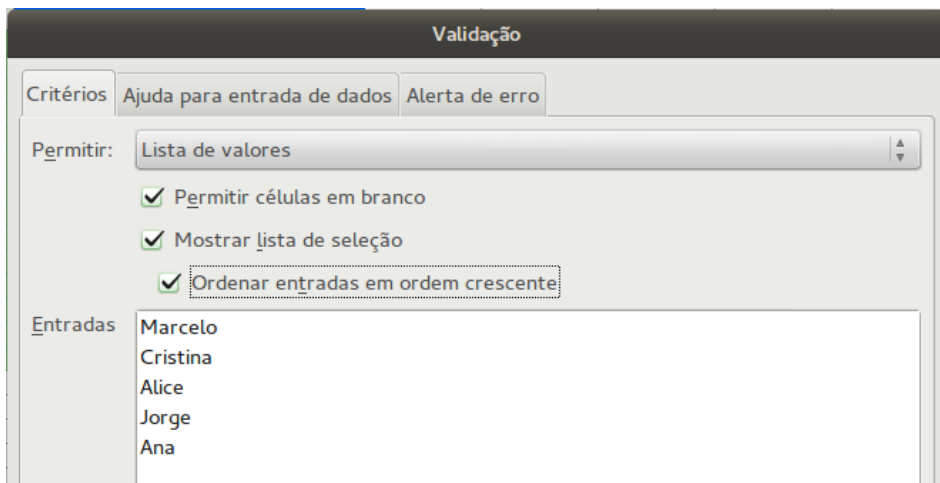 Validação
Critérios Ajuda para entrada de dados Alerta de erro
Permitir: Lista de valores
Permitir células em branco
Mostrar lista de seleção
Ordenar entradas em ordem crescente
Entradas Marcelo
Cristina
Alice
Jorge
Ana